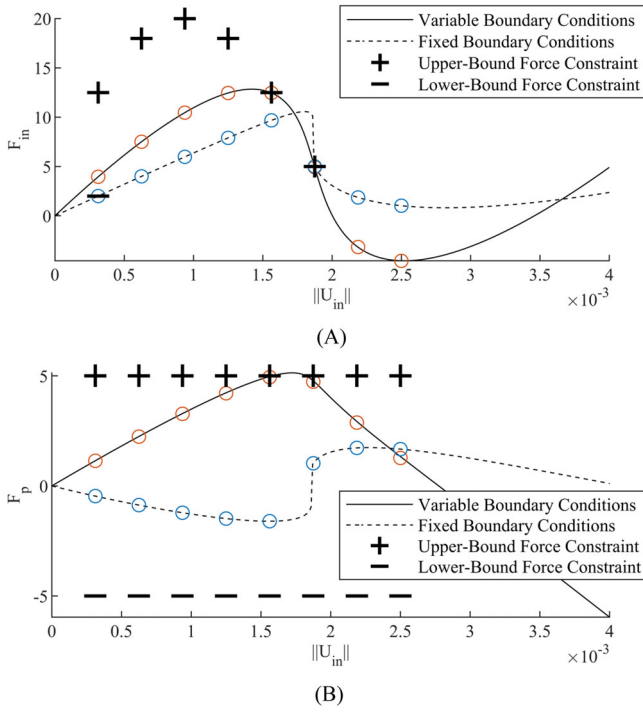 20
15
10
5
0
F_in
Variable Boundary Conditions
Fixed Boundary Conditions
Upper-Bound Force Constraint
Lower-Bound Force Constraint
0 0.5 1 1.5 2 2.5 3 3.5 4
||U_in||
×10^-3
(A)
5
0
-5
F_p
Variable Boundary Conditions
Fixed Boundary Conditions
Upper-Bound Force Constraint
Lower-Bound Force Constraint
0 0.5 1 1.5 2 2.5 3 3.5 4
||U_in||
×10^-3
(B)